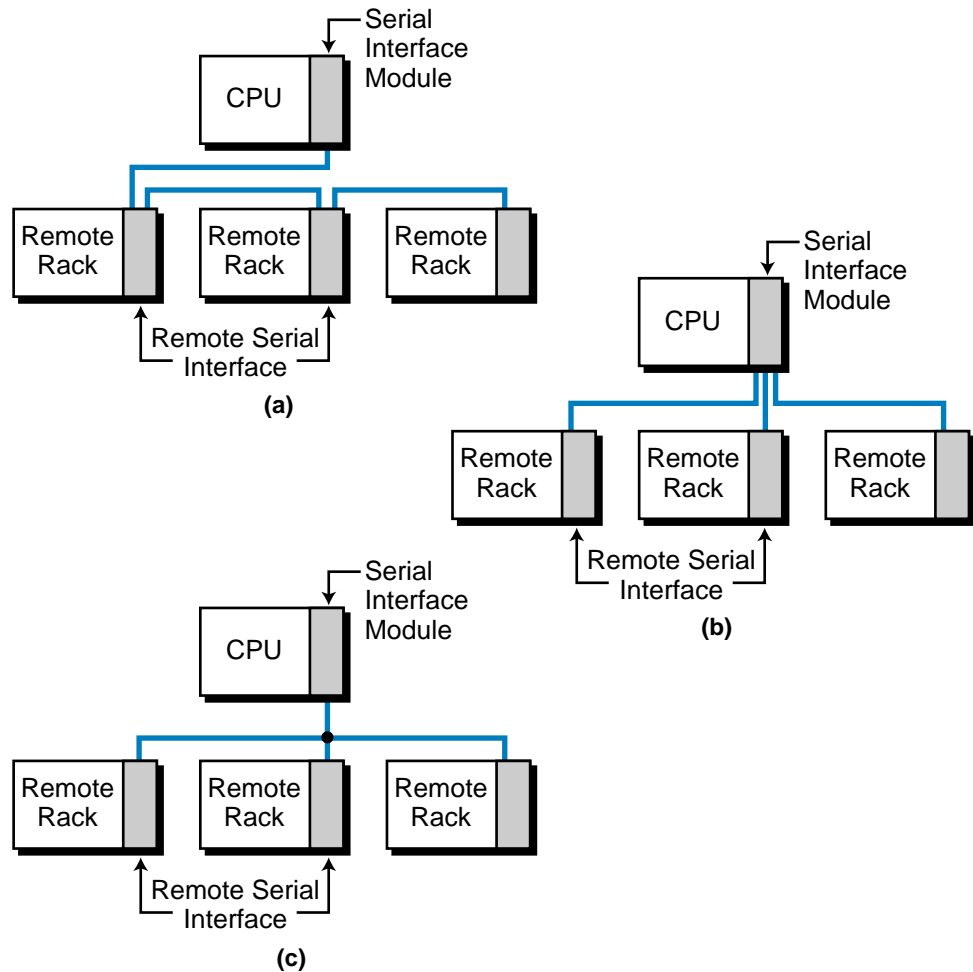 Serial
Interface
Module
CPU
Remote
Rack
Remote
Rack
Remote
Rack
Remote Serial
Interface
(a)
Serial
Interface
Module
CPU
Remote
Rack
Remote
Rack
Remote
Rack
Remote Serial
Interface
(b)
Serial
Interface
Module
CPU
Remote
Rack
Remote
Rack
Remote
Rack
Remote Serial
Interface
(c)